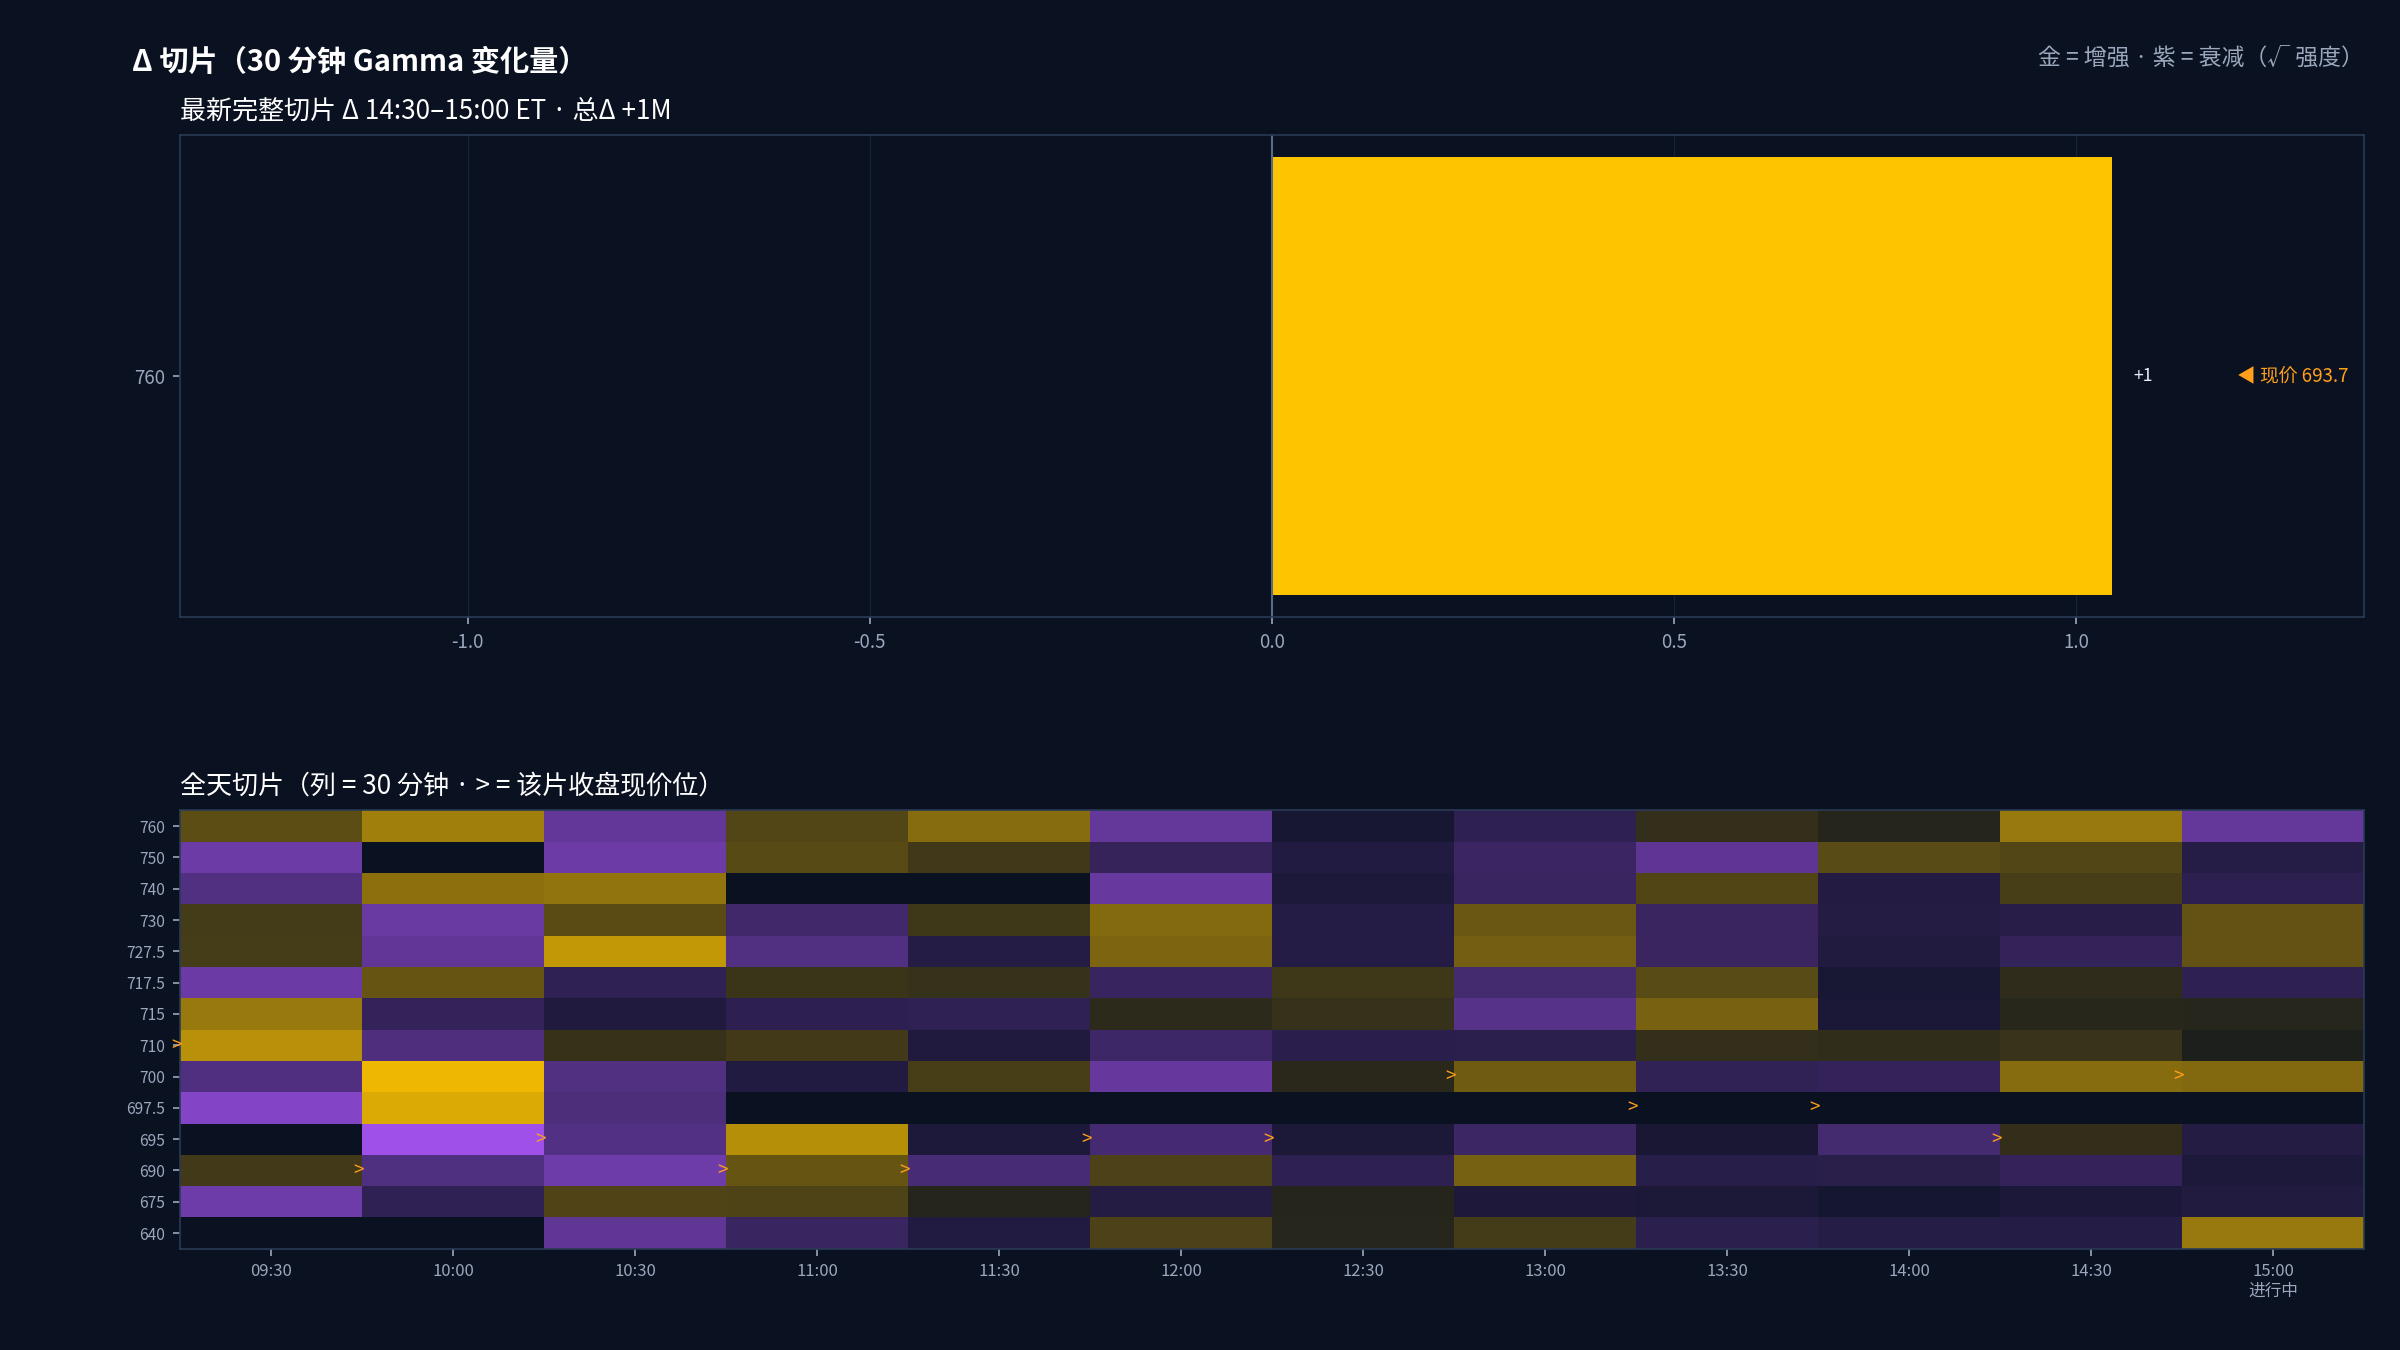 Δ 切片（30 分钟 Gamma 变化量）
金 = 增强 · 紫 = 衰减（√ 强度）
最新完整切片 Δ 14:30–15:00 ET · 总Δ +1M
760
+1
◀ 现价 693.7
-1.0 -0.5 0.0 0.5 1.0
全天切片（列 = 30 分钟 · > = 该片收盘现价位）
760
750
740
730
727.5
717.5
715
710 >
700 > >
697.5 > >
695 > > > >
690 > > >
675
640
09:30 10:00 10:30 11:00 11:30 12:00 12:30 13:00 13:30 14:00 14:30 15:00
进行中